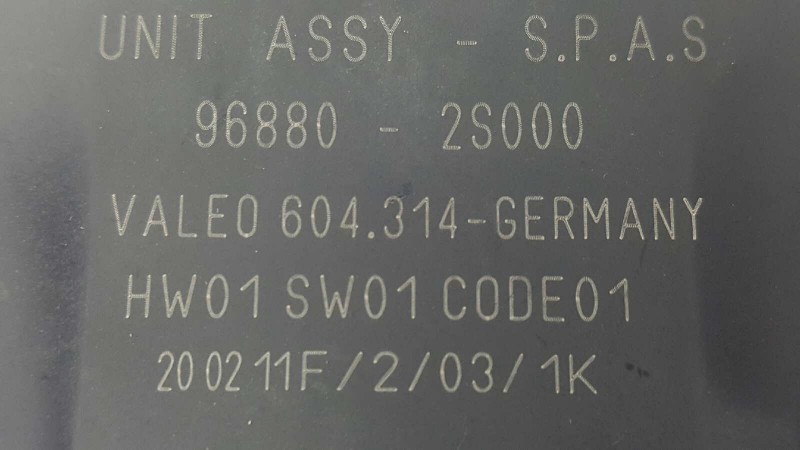 UNIT ASSY - S.P.A.S
96880 - 2S000
VALEO 604.314-GERMANY
HW01 SW01 CODE01
20 02 11F/2/03/1K